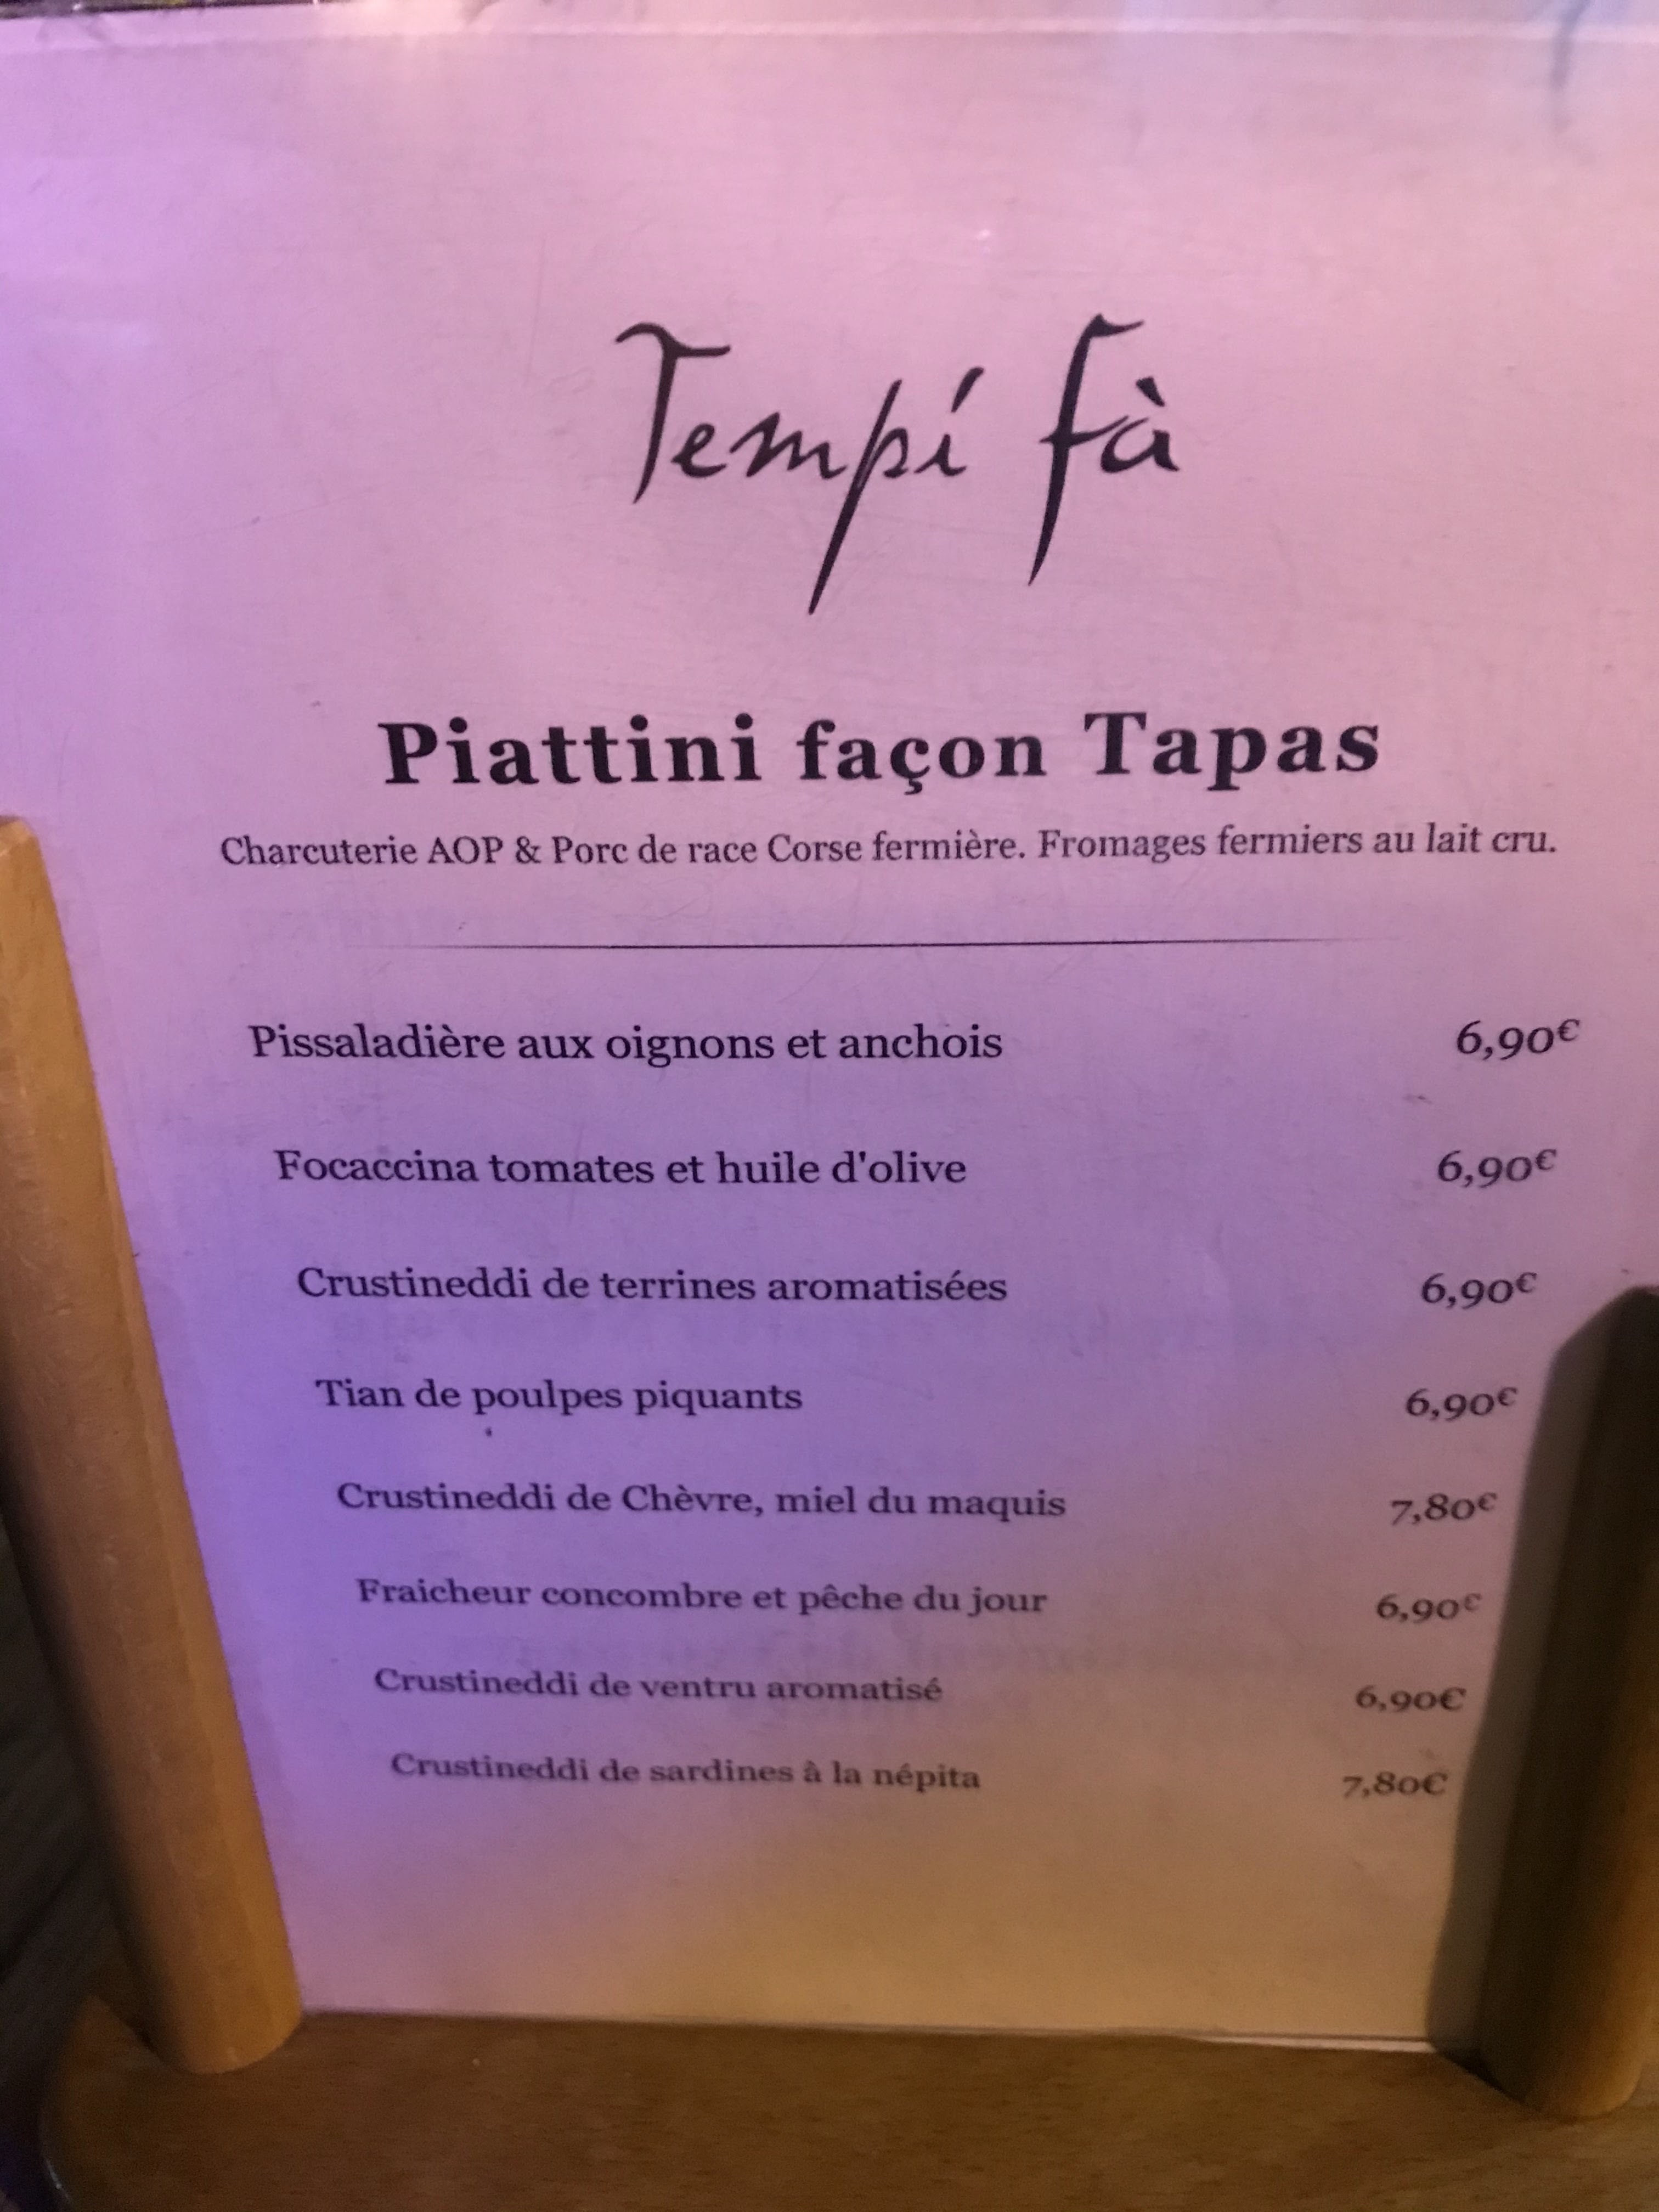 Tempi fà
Piattini façon Tapas
Charcuterie AOP & Porc de race Corse fermière. Fromages fermiers au lait cru.
Pissaladière aux oignons et anchois 6,90€
Focaccina tomates et huile d'olive 6,90€
Crustineddi de terrines aromatisées 6,90€
Tian de poulpes piquants 6,90€
Crustineddi de Chèvre, miel du maquis 7,80€
Fraicheur concombre et pêche du jour 6,90€
Crustineddi de ventru aromatisé 6,90€
Crustineddi de sardines à la népita 7,80€